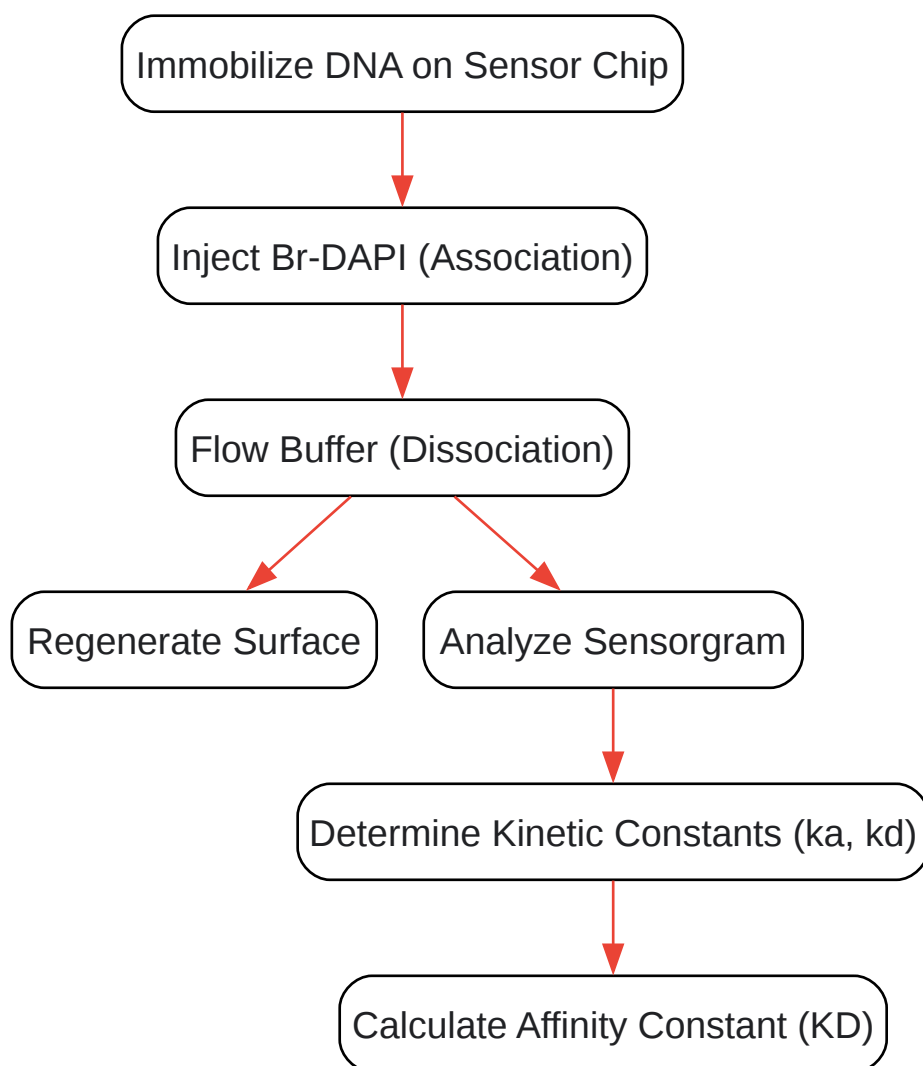 Immobilize DNA on Sensor Chip
Inject Br-DAPI (Association)
Flow Buffer (Dissociation)
Regenerate Surface
Analyze Sensorgram
Determine Kinetic Constants (ka, kd)
Calculate Affinity Constant (KD)